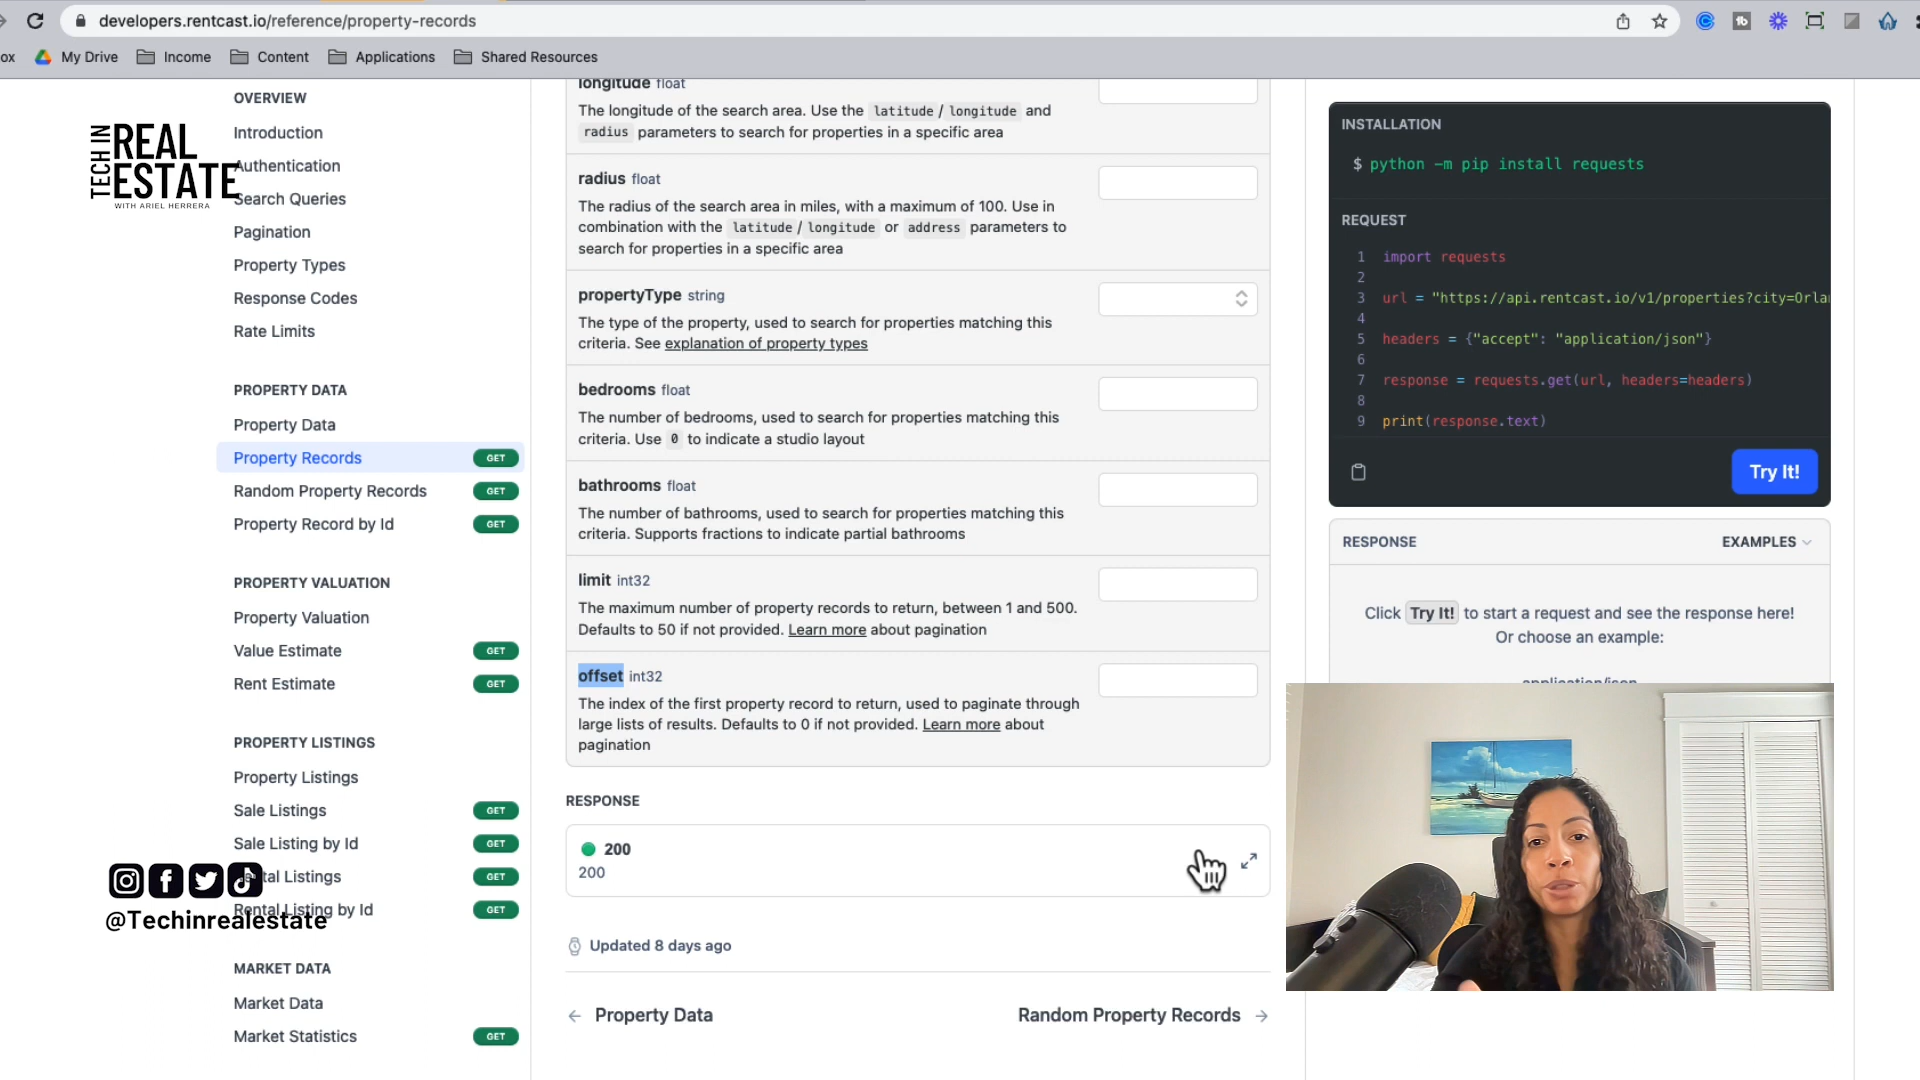 developers.rentcast.io/reference/property-records
ox My Drive Income Content Applications Shared Resources
TECH IN REAL ESTATE
WITH ARIEL HERRERA
OVERVIEW
Introduction
Authentication
Search Queries
Pagination
Property Types
Response Codes
Rate Limits
PROPERTY DATA
Property Data
Property Records GET
Random Property Records GET
Property Record by Id GET
PROPERTY VALUATION
Property Valuation
Value Estimate GET
Rent Estimate GET
PROPERTY LISTINGS
Property Listings
Sale Listings GET
Sale Listing by Id GET
ntal Listings GET
Rental Listing by Id GET
@Techinrealestate
MARKET DATA
Market Data
Market Statistics GET
longitude float
The longitude of the search area. Use the latitude / longitude and
radius parameters to search for properties in a specific area
radius float
The radius of the search area in miles, with a maximum of 100. Use in
combination with the latitude / longitude or address parameters to
search for properties in a specific area
propertyType string
The type of the property, used to search for properties matching this
criteria. See explanation of property types
bedrooms float
The number of bedrooms, used to search for properties matching this
criteria. Use 0 to indicate a studio layout
bathrooms float
The number of bathrooms, used to search for properties matching this
criteria. Supports fractions to indicate partial bathrooms
limit int32
The maximum number of property records to return, between 1 and 500.
Defaults to 50 if not provided. Learn more about pagination
offset int32
The index of the first property record to return, used to paginate through
large lists of results. Defaults to 0 if not provided. Learn more about
pagination
RESPONSE
200
200
Updated 8 days ago
← Property Data
Random Property Records →
INSTALLATION
$ python -m pip install requests
REQUEST
1 import requests
2
3 url = "https://api.rentcast.io/v1/properties?city=Orla
4
5 headers = {"accept": "application/json"}
6
7 response = requests.get(url, headers=headers)
8
9 print(response.text)
Try It!
RESPONSE EXAMPLES
Click Try It! to start a request and see the response here!
Or choose an example:
application/json